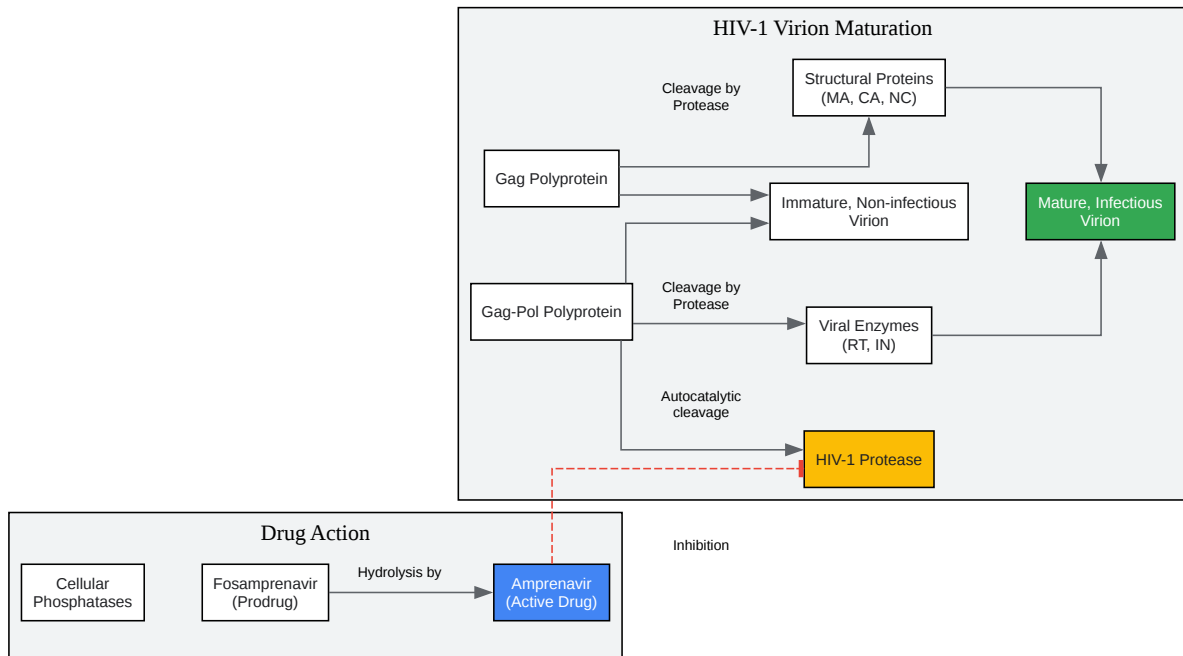 HIV-1 Virion Maturation
Structural Proteins
(MA, CA, NC)
Cleavage by
Protease
Gag Polyprotein
Immature, Non-infectious
Virion
Mature, Infectious
Virion
Gag-Pol Polyprotein
Cleavage by
Protease
Viral Enzymes
(RT, IN)
Autocatalytic
cleavage
HIV-1 Protease
Drug Action
Inhibition
Cellular
Phosphatases
Fosamprenavir
(Prodrug)
Hydrolysis by
Amprenavir
(Active Drug)